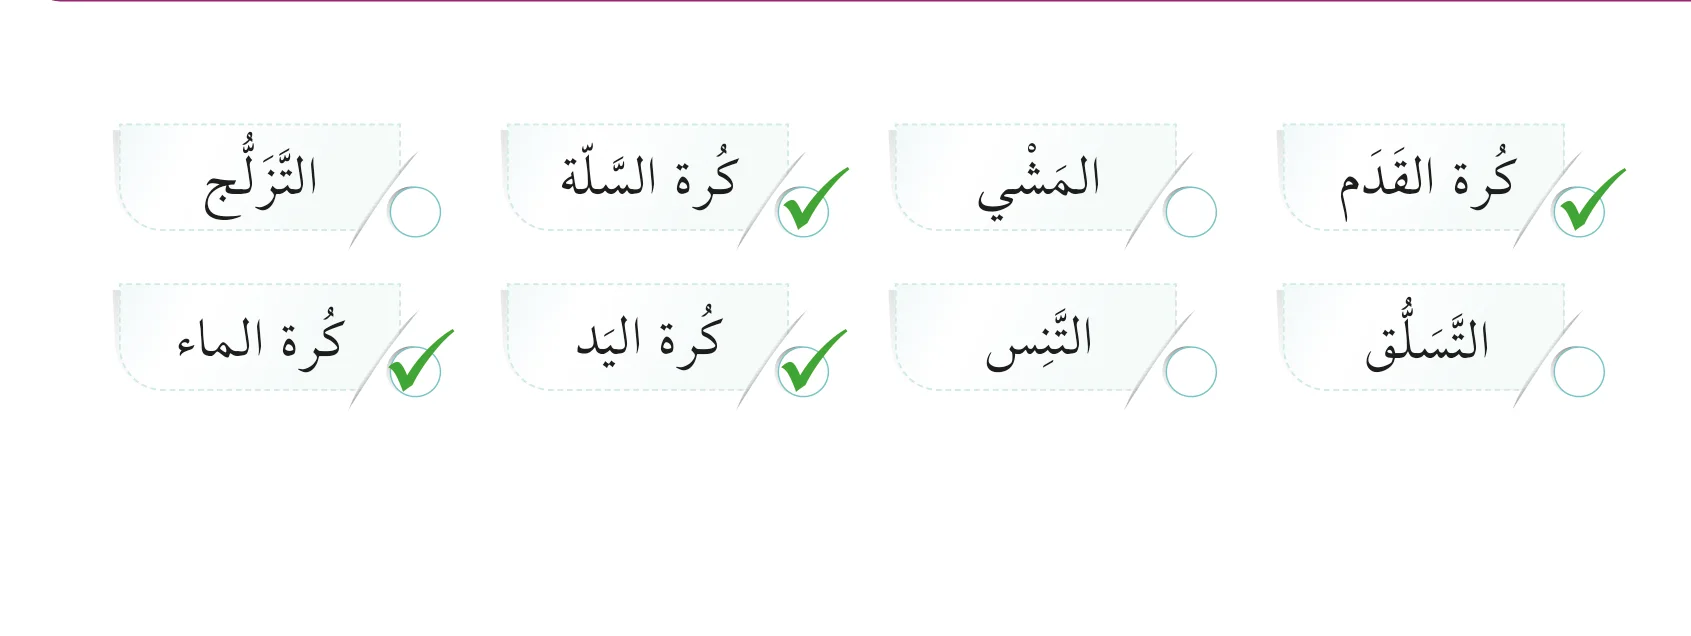 كُرة القَدَم المَشْي كُرة السَّلّة التَّزَلُّج
التَّسَلُّق التَّنِس كُرة اليَد كُرة الماء